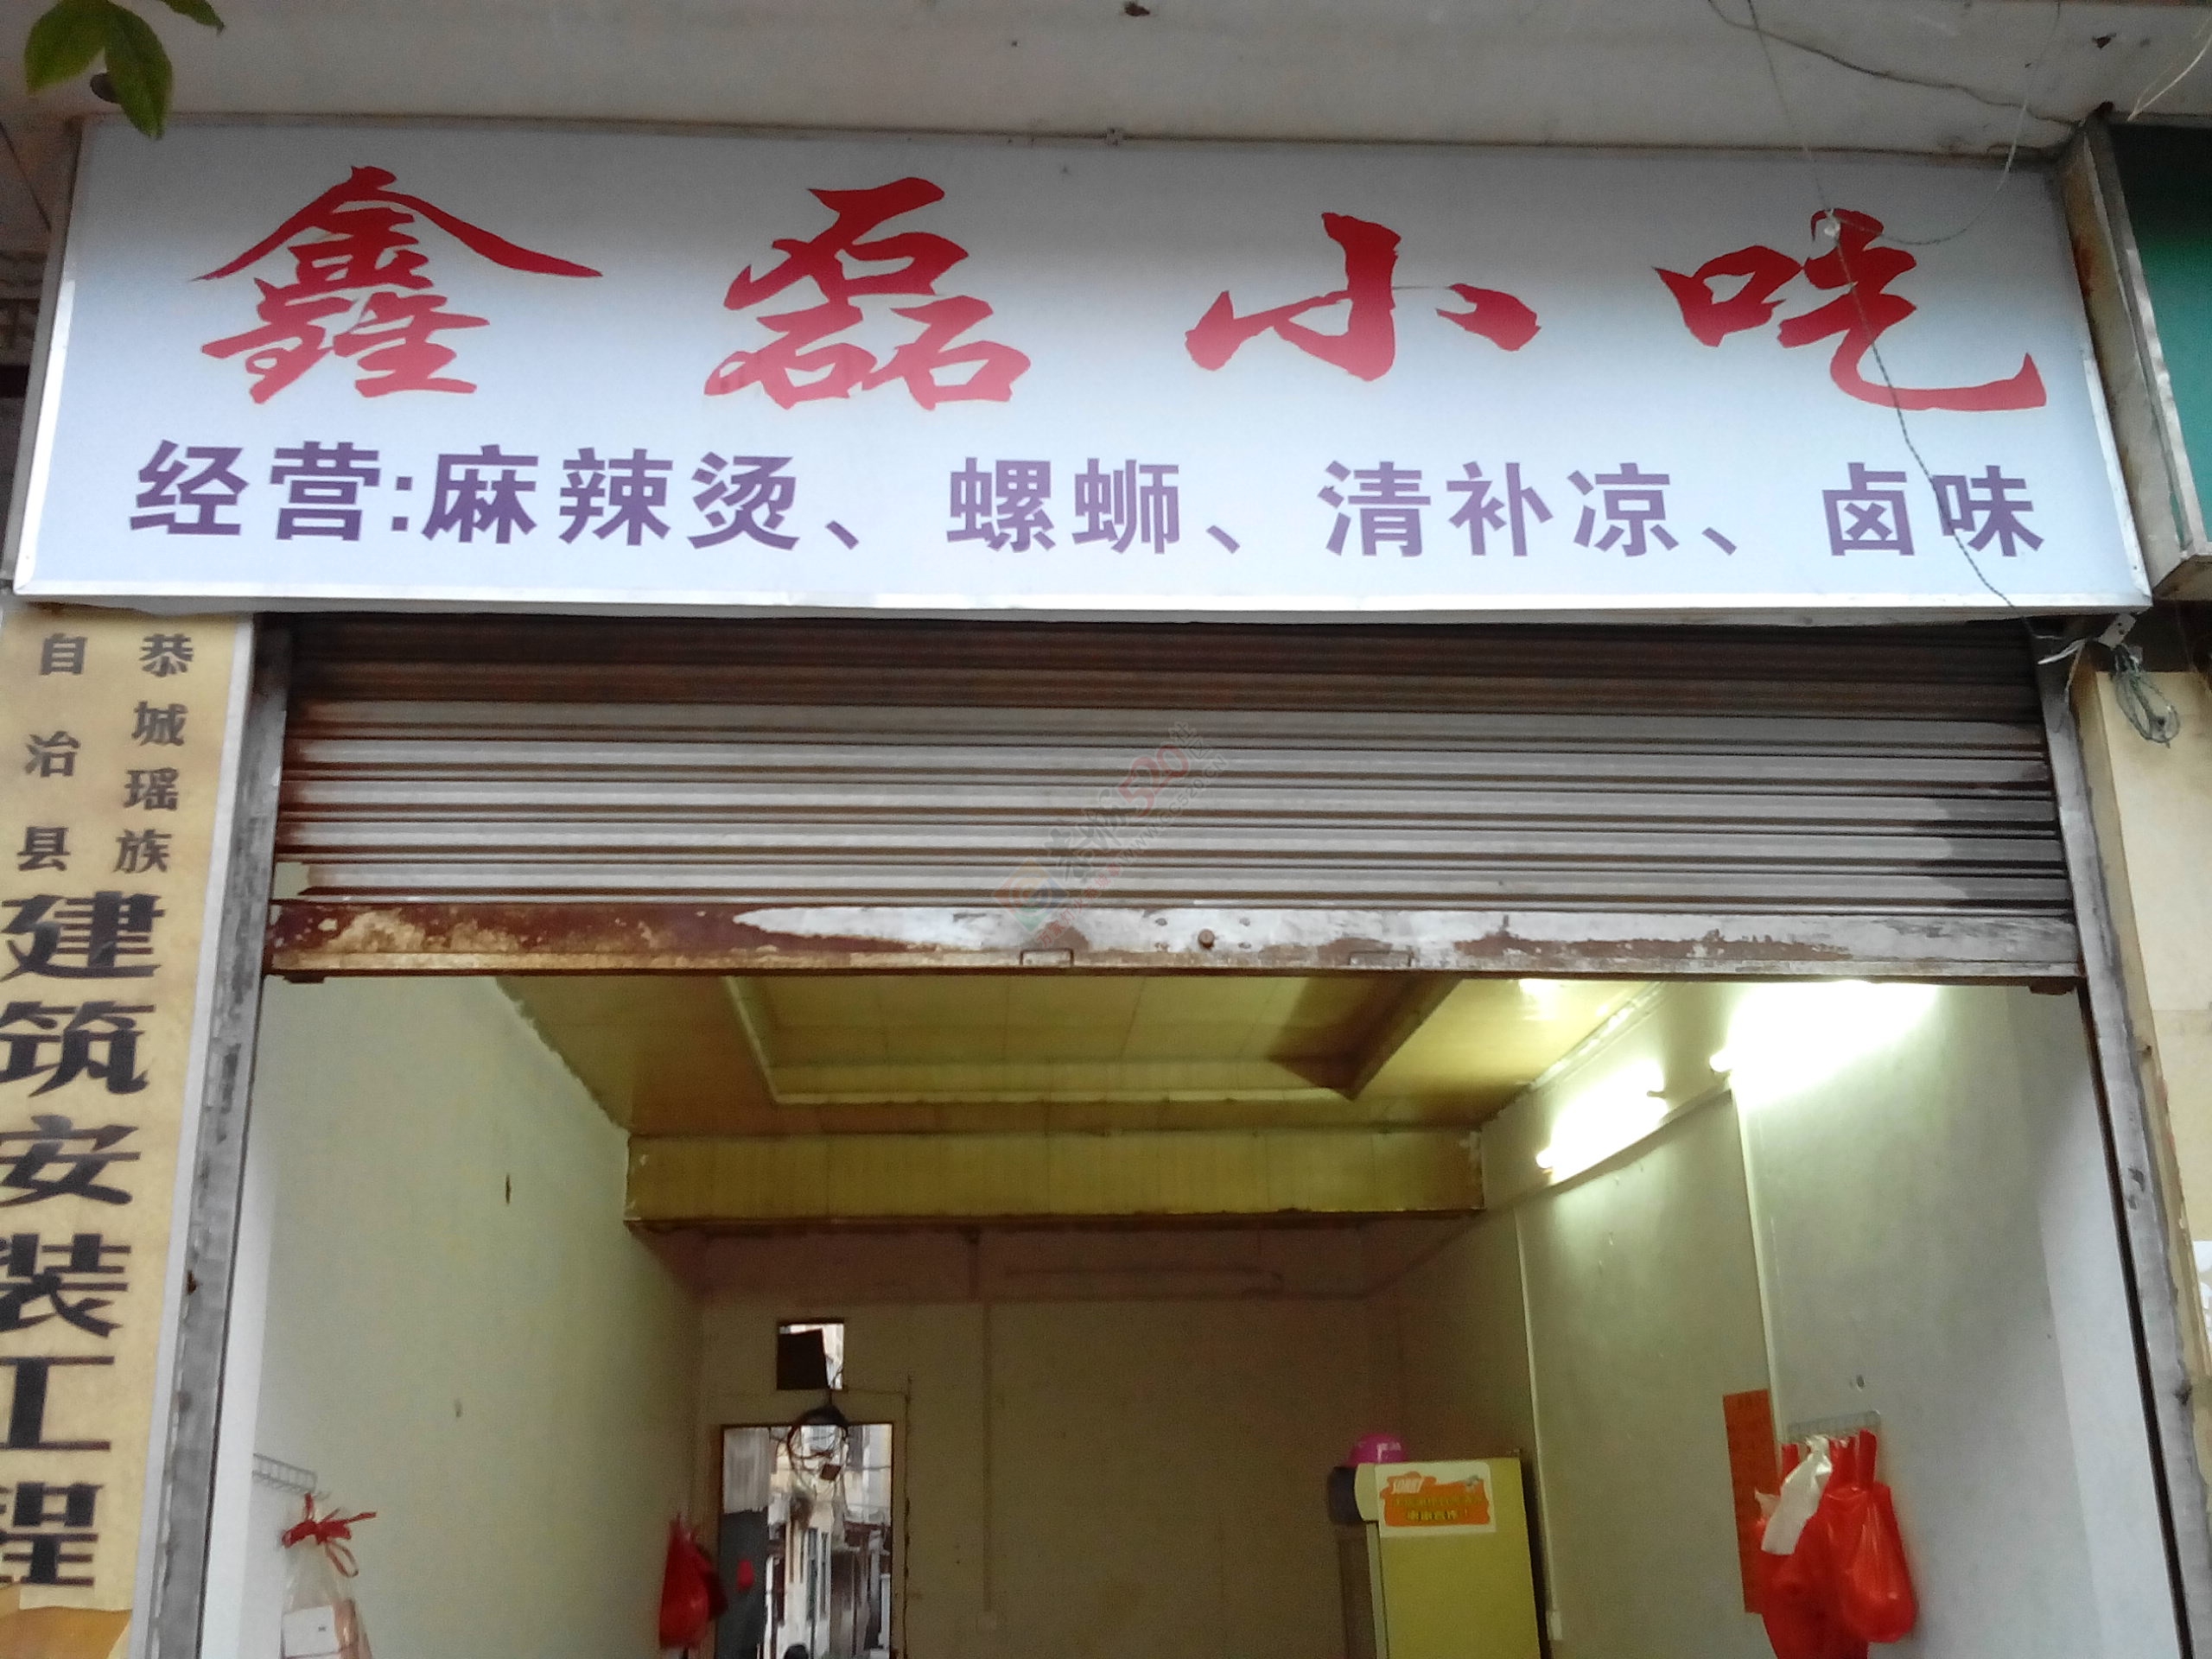 鑫磊小吃
经营:麻辣烫、螺蛳、清补凉、卤味
恭城瑶族
自治县
建筑安装工程